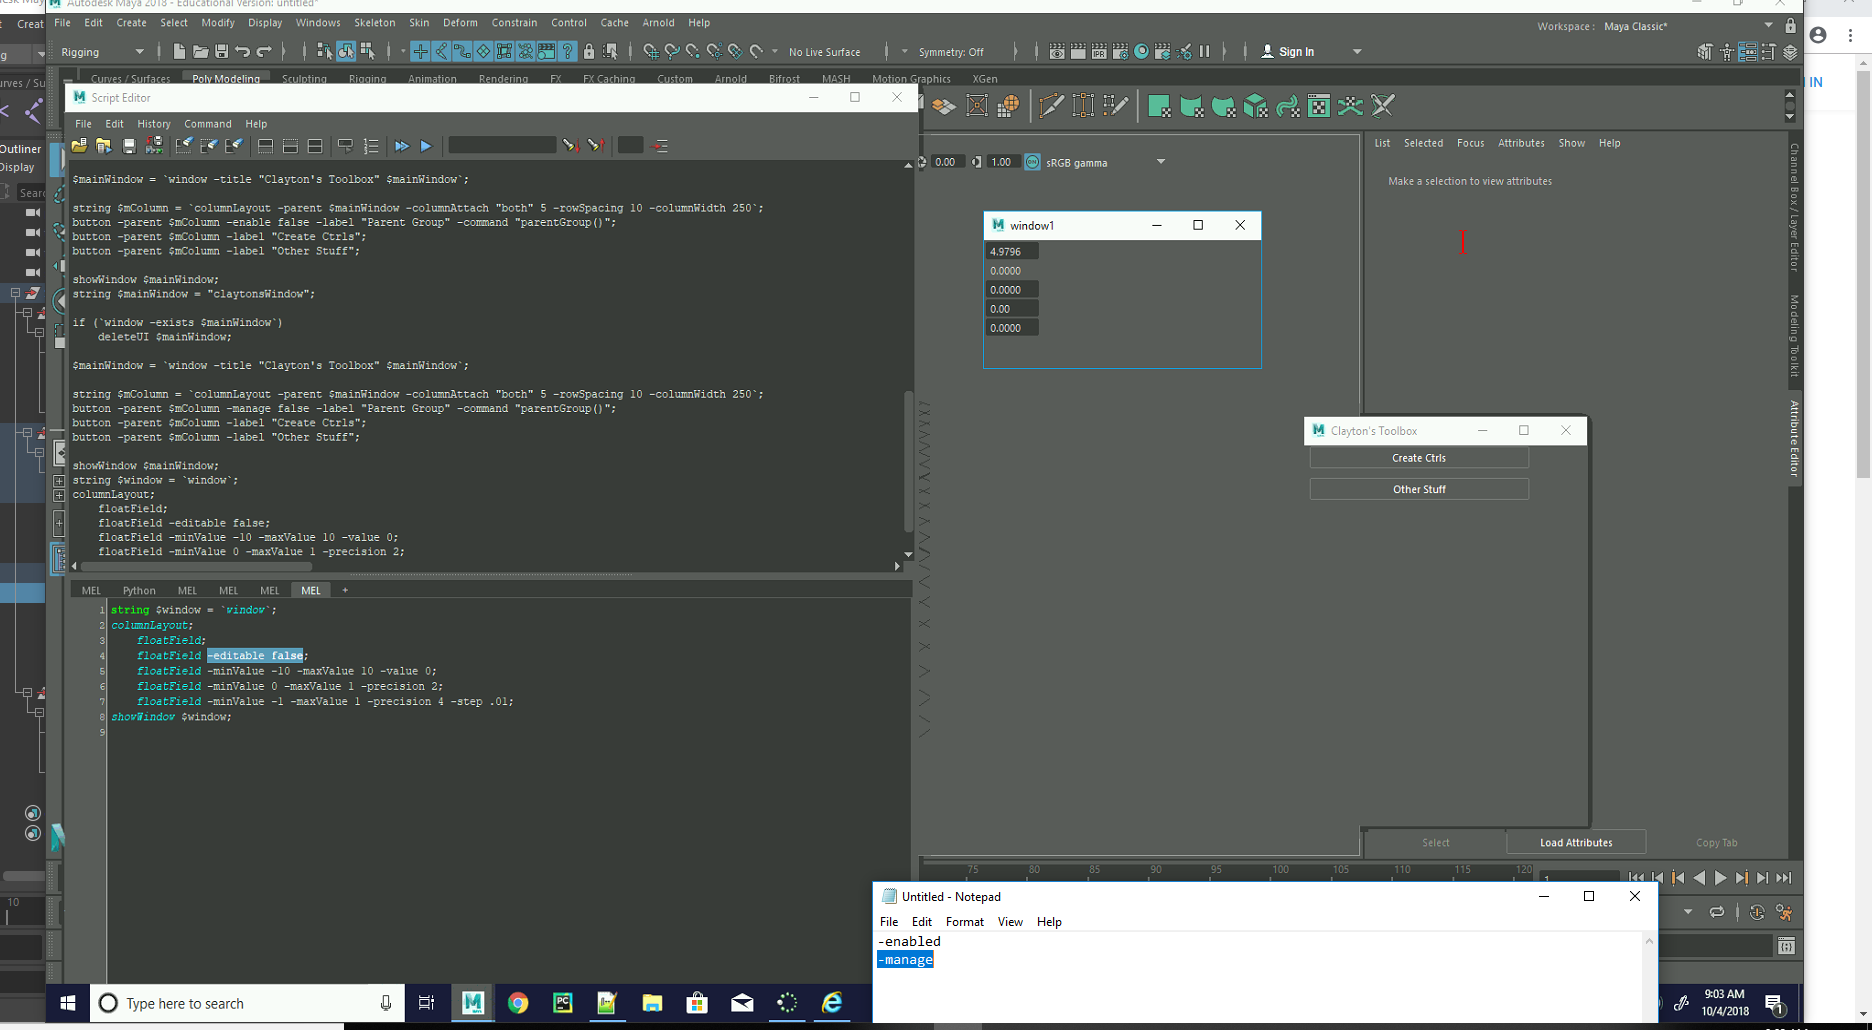 Autodesk Maya 2018 - Educational Version: untitled*
File Edit Create Select Modify Display Windows Skeleton Skin Deform Constrain Control Cache Arnold Help
Workspace : Maya Classic*
Rigging
No Live Surface
Symmetry: Off
Sign In
IN
Curves / Surfaces Poly Modeling Sculpting Rigging Animation Rendering FX FX Caching Custom Arnold Bifrost MASH Motion Graphics XGen
Outliner
Display
Script Editor
File Edit History Command Help
$mainWindow = `window -title "Clayton's Toolbox" $mainWindow`;
string $mColumn = `columnLayout -parent $mainWindow -columnAttach "both" 5 -rowSpacing 10 -columnWidth 250`;
button -parent $mColumn -enable false -label "Parent Group" -command "parentGroup()";
button -parent $mColumn -label "Create Ctrls";
button -parent $mColumn -label "Other Stuff";
showWindow $mainWindow;
string $mainWindow = "claytonsWindow";
if (`window -exists $mainWindow`)
deleteUI $mainWindow;
$mainWindow = `window -title "Clayton's Toolbox" $mainWindow`;
string $mColumn = `columnLayout -parent $mainWindow -columnAttach "both" 5 -rowSpacing 10 -columnWidth 250`;
button -parent $mColumn -manage false -label "Parent Group" -command "parentGroup()";
button -parent $mColumn -label "Create Ctrls";
button -parent $mColumn -label "Other Stuff";
showWindow $mainWindow;
string $window = `window`;
columnLayout;
floatField;
floatField -editable false;
floatField -minValue -10 -maxValue 10 -value 0;
floatField -minValue 0 -maxValue 1 -precision 2;
MEL Python MEL MEL MEL MEL +
1 string $window = `window`;
2 columnLayout;
3 floatField;
4 floatField -editable false;
5 floatField -minValue -10 -maxValue 10 -value 0;
6 floatField -minValue 0 -maxValue 1 -precision 2;
7 floatField -minValue -1 -maxValue 1 -precision 4 -step .01;
8 showWindow $window;
9
0.00 1.00 sRGB gamma
window1
4.9796
0.0000
0.0000
0.00
0.0000
List Selected Focus Attributes Show Help
Make a selection to view attributes
Channel Box / Layer Editor
Modeling Toolkit
Attribute Editor
Clayton's Toolbox
Create Ctrls
Other Stuff
Select
Load Attributes
Copy Tab
75 80 85 90 95 100 105 110 115 120
1
10
Untitled - Notepad
File Edit Format View Help
-enabled
-manage
Type here to search
9:03 AM
10/4/2018
1